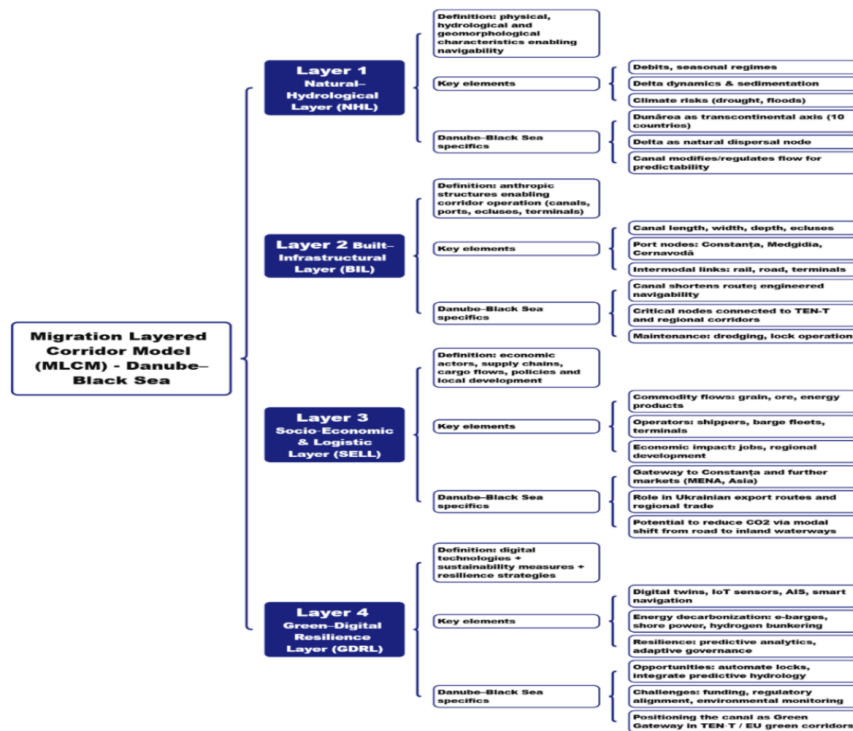 Migration Layered
Corridor Model
(MLCM) - Danube–
Black Sea
Layer 1
Natural–
Hydrological
Layer (NHL)
Definition: physical,
hydrological and
geomorphological
characteristics enabling
navigability
Key elements
Debits, seasonal regimes
Delta dynamics & sedimentation
Climate risks (drought, floods)
Danube–Black Sea
specifics
Dunărea as transcontinental axis (10
countries)
Delta as natural dispersal node
Canal modifies/regulates flow for
predictability
Layer 2 Built–
Infrastructural
Layer (BIL)
Definition: anthropic
structures enabling
corridor operation (canals,
ports, ecluses, terminals)
Key elements
Canal length, width, depth, ecluses
Port nodes: Constanța, Medgidia,
Cernavodă
Intermodal links: rail, road, terminals
Danube–Black Sea
specifics
Canal shortens route; engineered
navigability
Critical nodes connected to TEN-T
and regional corridors
Maintenance: dredging, lock operation
Layer 3
Socio-Economic
& Logistic
Layer (SELL)
Definition: economic
actors, supply chains,
cargo flows, policies and
local development
Key elements
Commodity flows: grain, ore, energy
products
Operators: shippers, barge fleets,
terminals
Economic impact: jobs, regional
development
Danube–Black Sea
specifics
Gateway to Constanța and further
markets (MENA, Asia)
Role in Ukrainian export routes and
regional trade
Potential to reduce CO2 via modal
shift from road to inland waterways
Layer 4
Green–Digital
Resilience
Layer (GDRL)
Definition: digital
technologies +
sustainability measures +
resilience strategies
Key elements
Digital twins, IoT sensors, AIS, smart
navigation
Energy decarbonization: e-barges,
shore power, hydrogen bunkering
Resilience: predictive analytics,
adaptive governance
Danube–Black Sea
specifics
Opportunities: automate locks,
integrate predictive hydrology
Challenges: funding, regulatory
alignment, environmental monitoring
Positioning the canal as Green
Gateway in TEN-T / EU green corridors